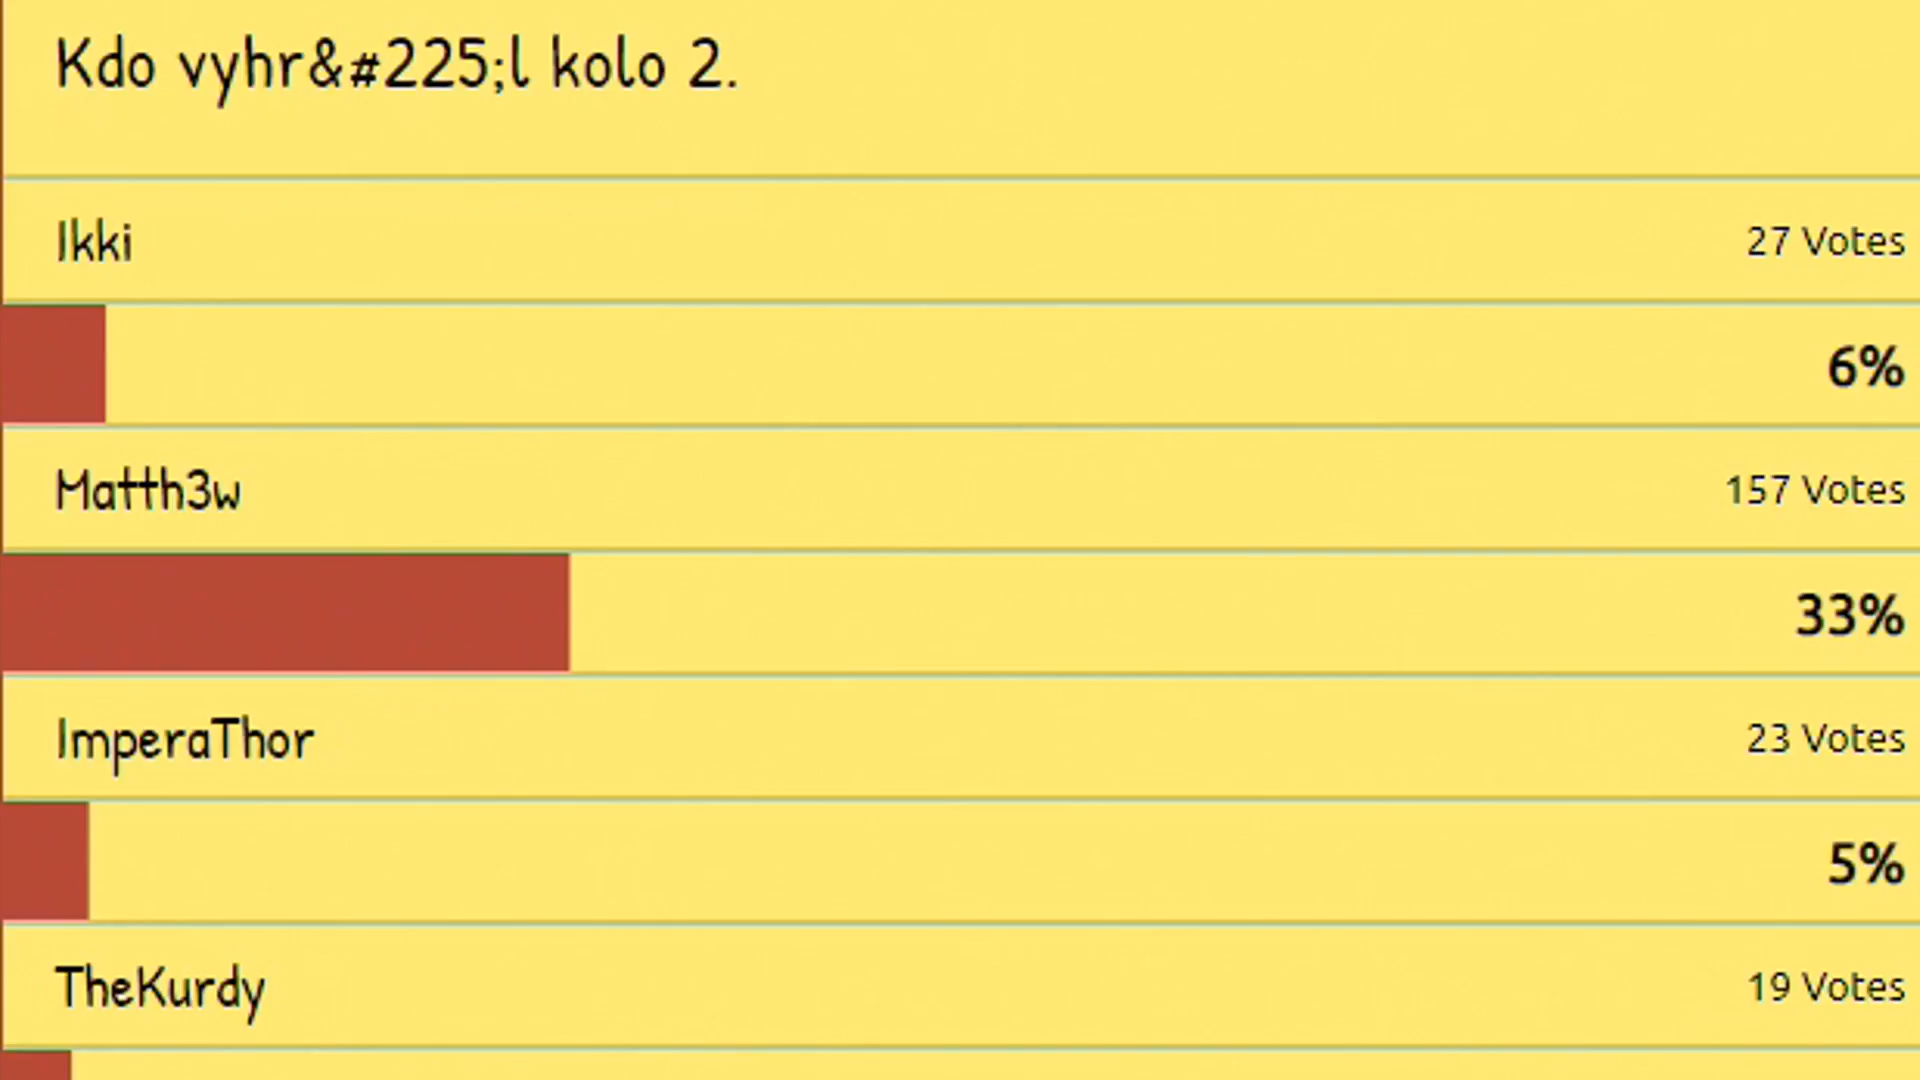 Kdo vyhr&#225;l kolo 2.
Ikki 27 Votes
6%
Matth3w 157 Votes
33%
ImperaThor 23 Votes
5%
TheKurdy 19 Votes